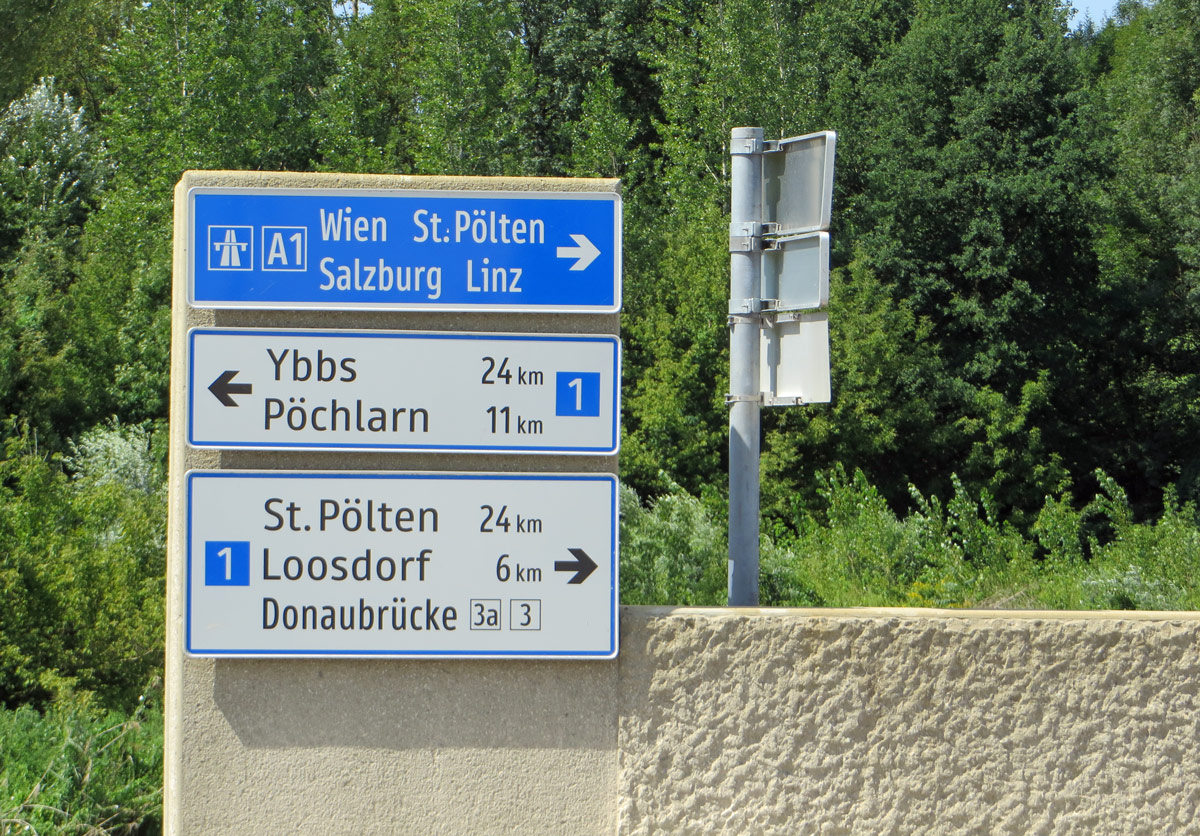 A1 Wien St. Pölten
Salzburg Linz
Ybbs 24 km
Pöchlarn 11 km
1
St. Pölten 24 km
1 Loosdorf 6 km
Donaubrücke 3a 3